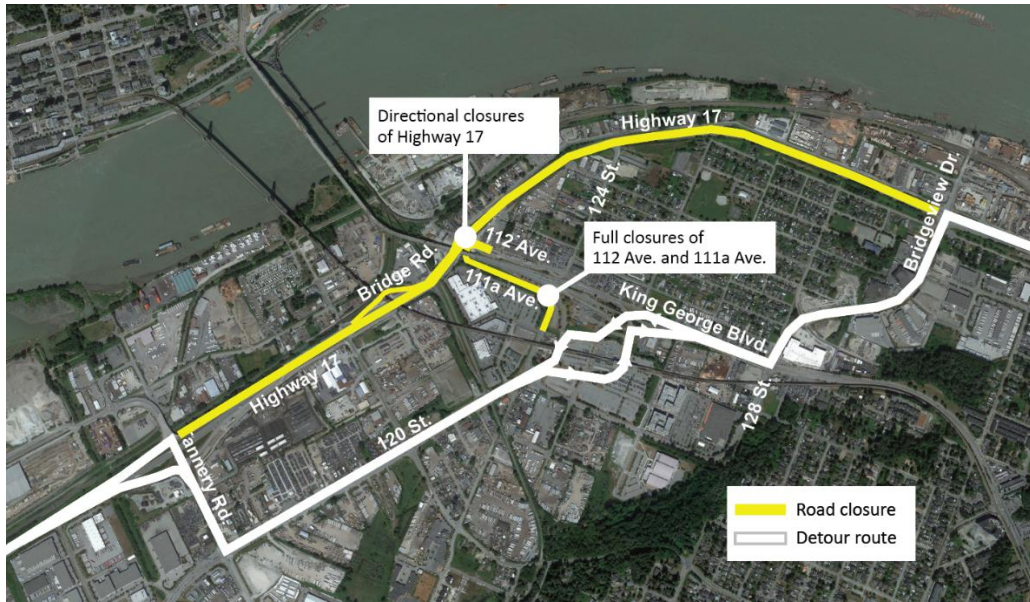 Directional closures
of Highway 17
Highway 17
124 St.
Bridgeview Dr.
112 Ave.
Full closures of
112 Ave. and 111a Ave.
Bridge Rd.
111a Ave.
King George Blvd.
Highway 17
128 St.
120 St.
Tannery Rd.
Road closure
Detour route